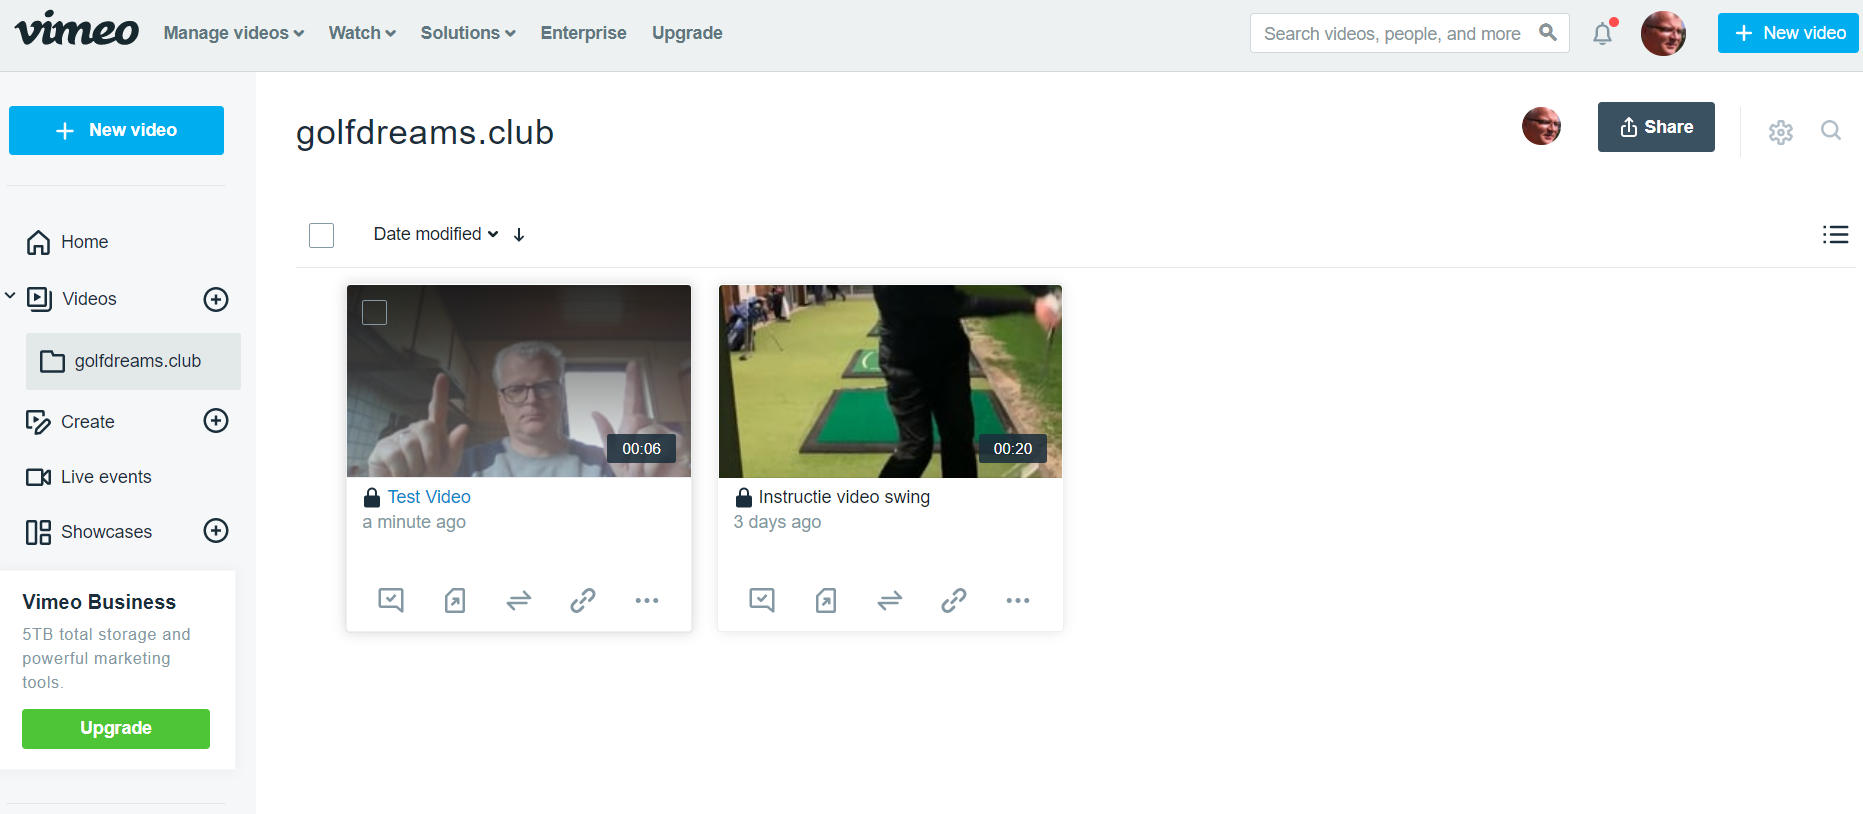 vimeo
Manage videos
Watch
Solutions
Enterprise
Upgrade
Search videos, people, and more
New video
New video
golfdreams.club
Share
Home
Date modified
Videos
golfdreams.club
Create
Live events
Showcases
00:06
00:20
Test Video
a minute ago
Instructie video swing
3 days ago
Vimeo Business
5TB total storage and
powerful marketing
tools.
Upgrade